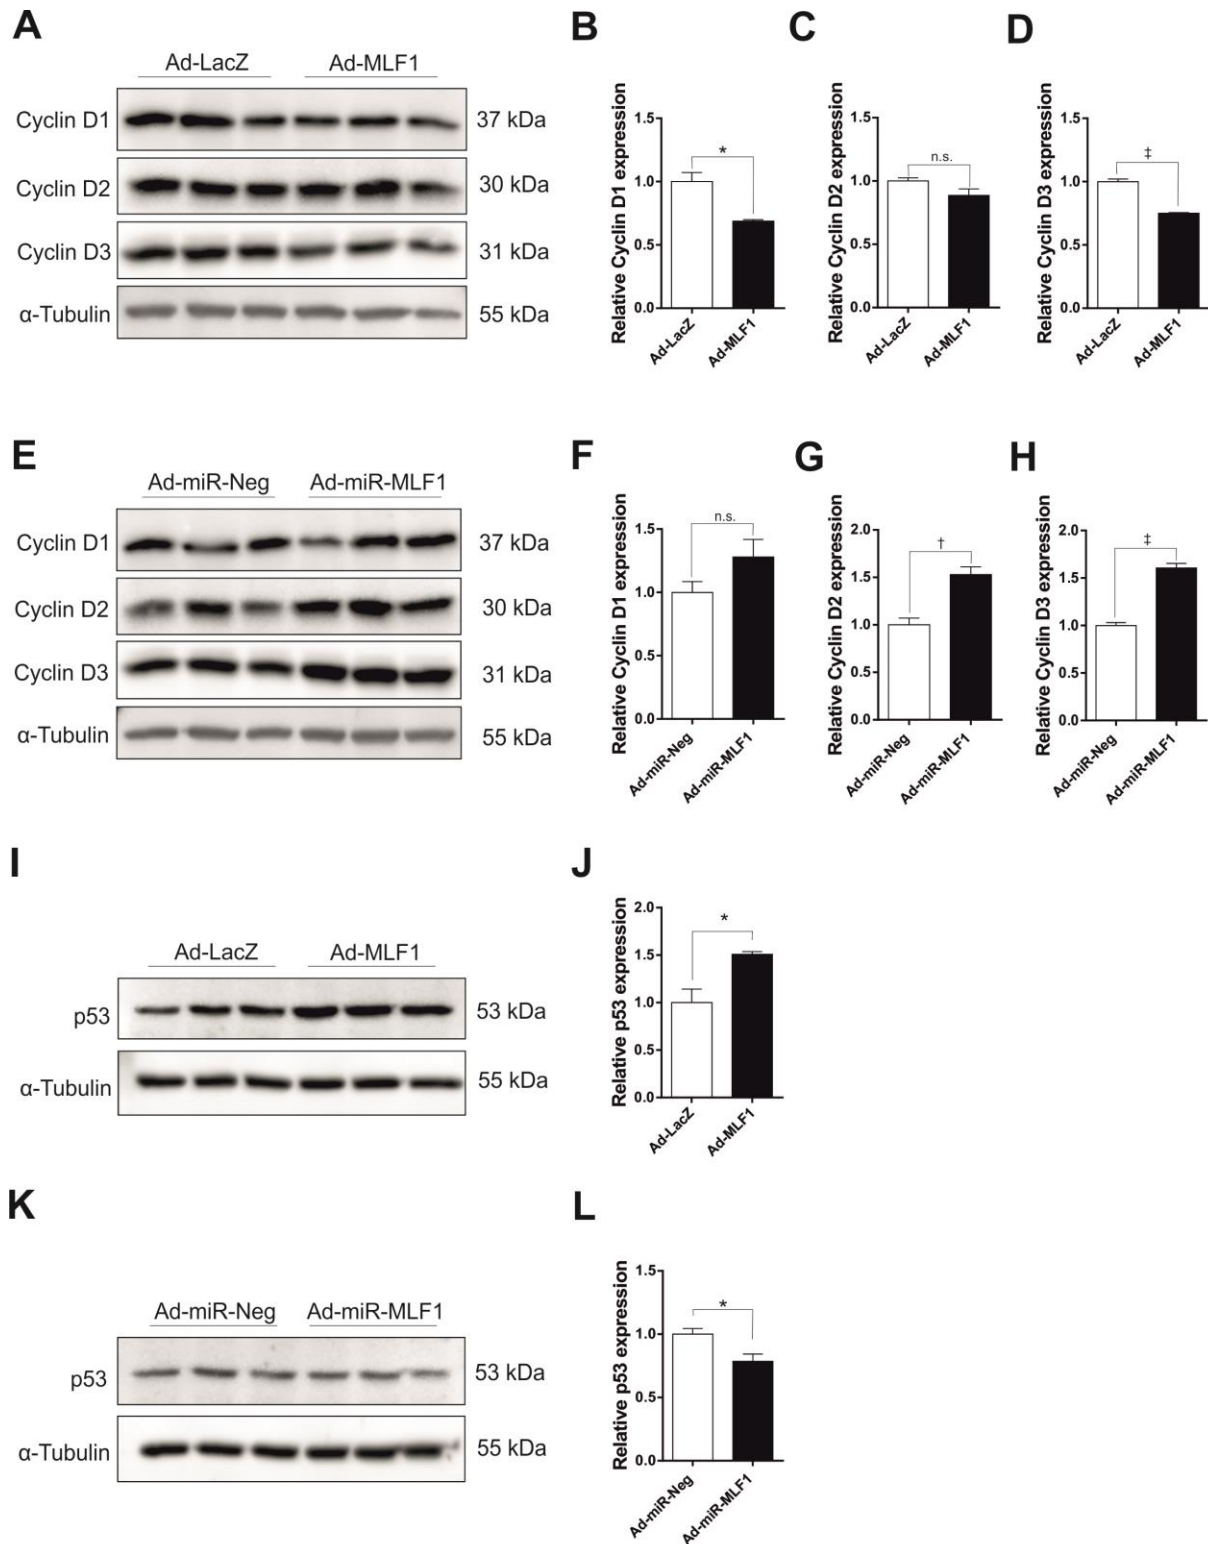 A
Ad-LacZ Ad-MLF1
Cyclin D1 37 kDa
Cyclin D2 30 kDa
Cyclin D3 31 kDa
α-Tubulin 55 kDa
B
Relative Cyclin D1 expression
1.5
1.0
0.5
0.0
*
Ad-LacZ
Ad-MLF1
C
Relative Cyclin D2 expression
1.5
1.0
0.5
0.0
n.s.
Ad-LacZ
Ad-MLF1
D
Relative Cyclin D3 expression
1.5
1.0
0.5
0.0
‡
Ad-LacZ
Ad-MLF1
E
Ad-miR-Neg Ad-miR-MLF1
Cyclin D1 37 kDa
Cyclin D2 30 kDa
Cyclin D3 31 kDa
α-Tubulin 55 kDa
F
Relative Cyclin D1 expression
1.5
1.0
0.5
0.0
n.s.
Ad-miR-Neg
Ad-miR-MLF1
G
Relative Cyclin D2 expression
2.0
1.5
1.0
0.5
0.0
†
Ad-miR-Neg
Ad-miR-MLF1
H
Relative Cyclin D3 expression
2.0
1.5
1.0
0.5
0.0
‡
Ad-miR-Neg
Ad-miR-MLF1
I
Ad-LacZ Ad-MLF1
p53 53 kDa
α-Tubulin 55 kDa
J
Relative p53 expression
2.0
1.5
1.0
0.5
0.0
*
Ad-LacZ
Ad-MLF1
K
Ad-miR-Neg Ad-miR-MLF1
p53 53 kDa
α-Tubulin 55 kDa
L
Relative p53 expression
1.5
1.0
0.5
0.0
*
Ad-miR-Neg
Ad-miR-MLF1